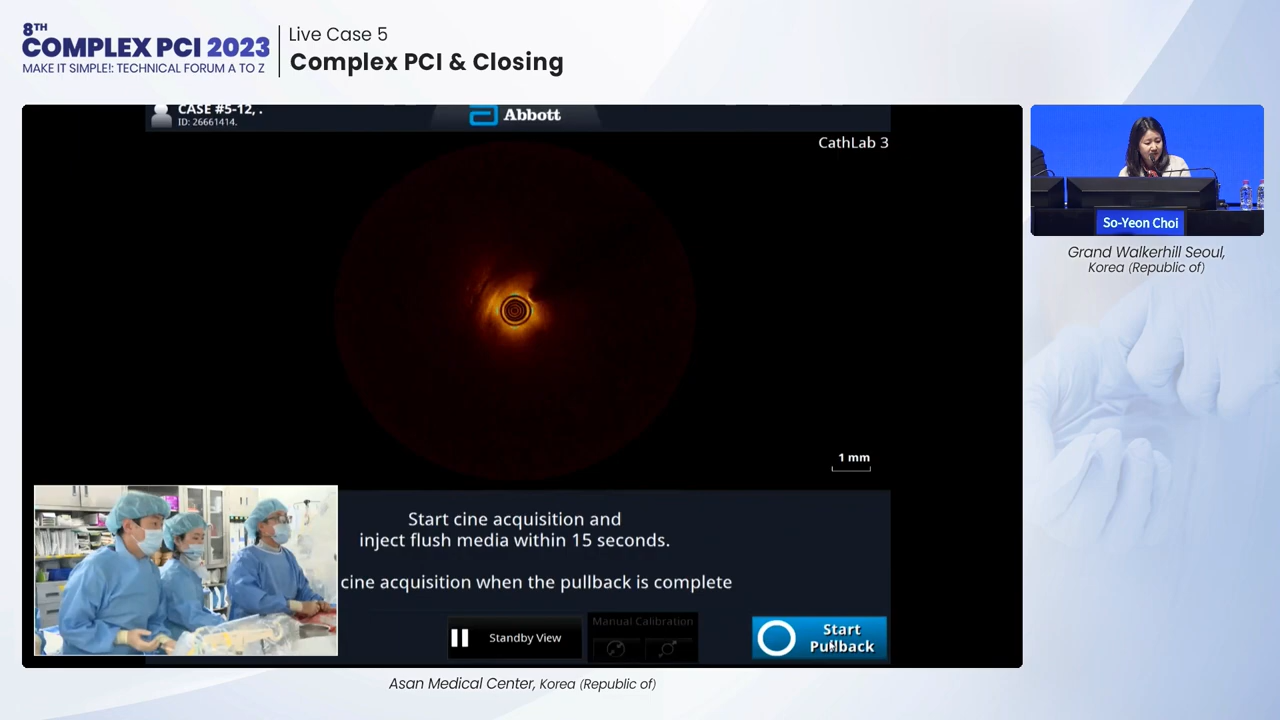 8TH
COMPLEX PCI 2023
MAKE IT SIMPLE!: TECHNICAL FORUM A TO Z
Live Case 5
Complex PCI & Closing
CASE #5-12, .
ID: 26661414.
Abbott
CathLab 3
1 mm
Start cine acquisition and
inject flush media within 15 seconds.
cine acquisition when the pullback is complete
Standby View
Manual Calibration
Start
Pullback
So-Yeon Choi
Grand Walkerhill Seoul,
Korea (Republic of)
Asan Medical Center, Korea (Republic of)